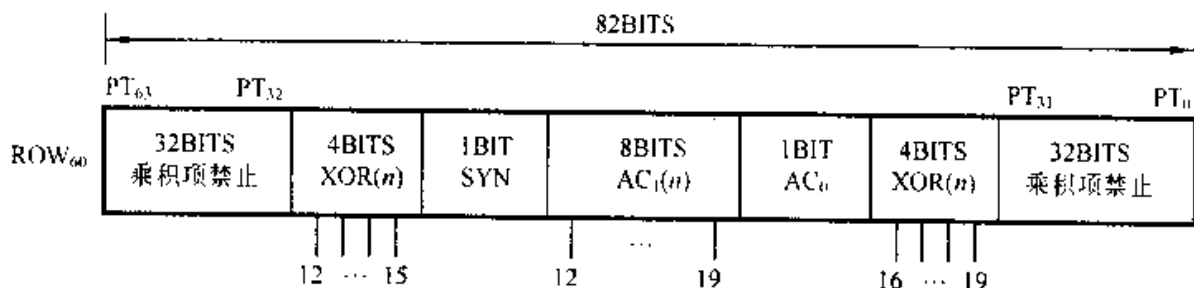 82BITS
PT₆₃ PT₃₂ PT₃₁ PT₀
ROW₆₀
32BITS 4BITS 1BIT 8BITS 1BIT 4BITS 32BITS
乘积项禁止 XOR(n) SYN AC₁(n) AC₀ XOR(n) 乘积项禁止
12 … 15 12 … 19 16 … 19